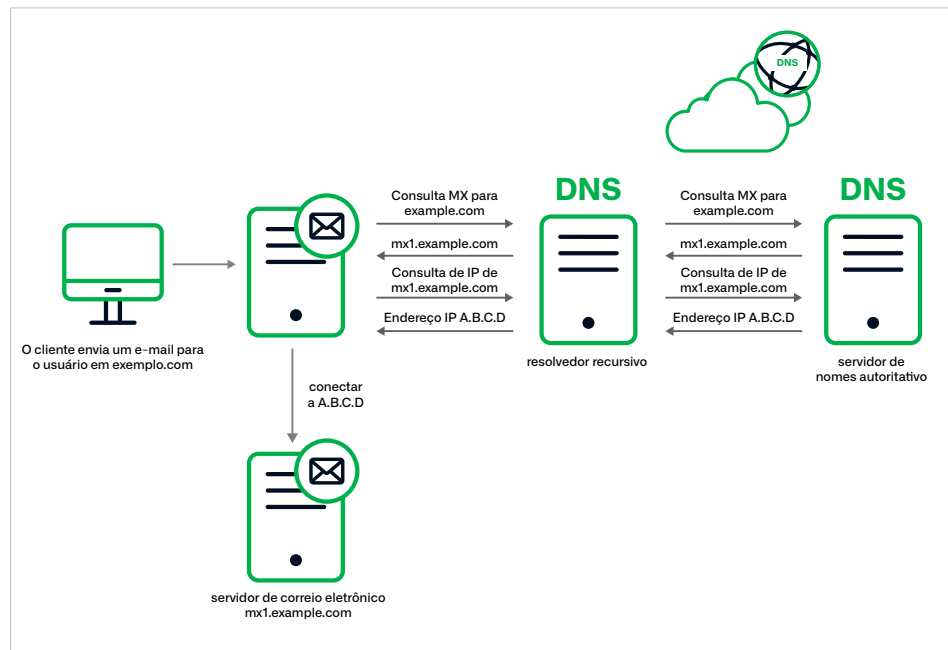 DNS
DNS
DNS
Consulta MX para
example.com
mx1.example.com
Consulta de IP de
mx1.example.com
Endereço IP A.B.C.D
Consulta MX para
example.com
mx1.example.com
Consulta de IP de
mx1.example.com
Endereço IP A.B.C.D
O cliente envia um e-mail para
o usuário em exemplo.com
resolvedor recursivo
servidor de
nomes autoritativo
conectar
a A.B.C.D
servidor de correio eletrônico
mx1.example.com